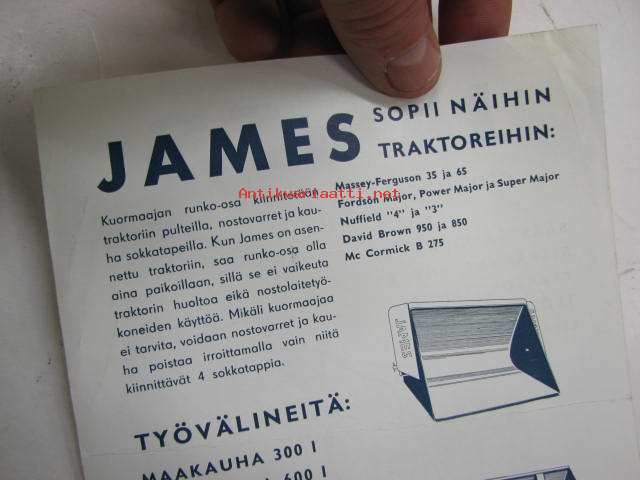 JAMES
SOPII NÄIHIN
TRAKTOREIHIN:
Kuormaajan runko-osa kiinnitetään
traktoriin pulteilla, nostovarret ja kau-
ha sokkatapeilla. Kun James on asen-
nettu traktoriin, saa runko-osa olla
aina paikoillaan, sillä se ei vaikeuta
traktorin huoltoa eikä nostolaitetyö-
koneiden käyttöä. Mikäli kuormaajaa
ei tarvita, voidaan nostovarret ja kau-
ha poistaa irroittamalla vain niitä
kiinnittävät 4 sokkatappia.
Massey-Ferguson 35 ja 65
Fordson Major, Power Major ja Super Major
Nuffield "4" ja "3"
David Brown 950 ja 850
Mc Cormick B 275
Antikvariaatti.net
JAMES
TYÖVÄLINEITÄ:
MAAKAUHA 300 l
600 l